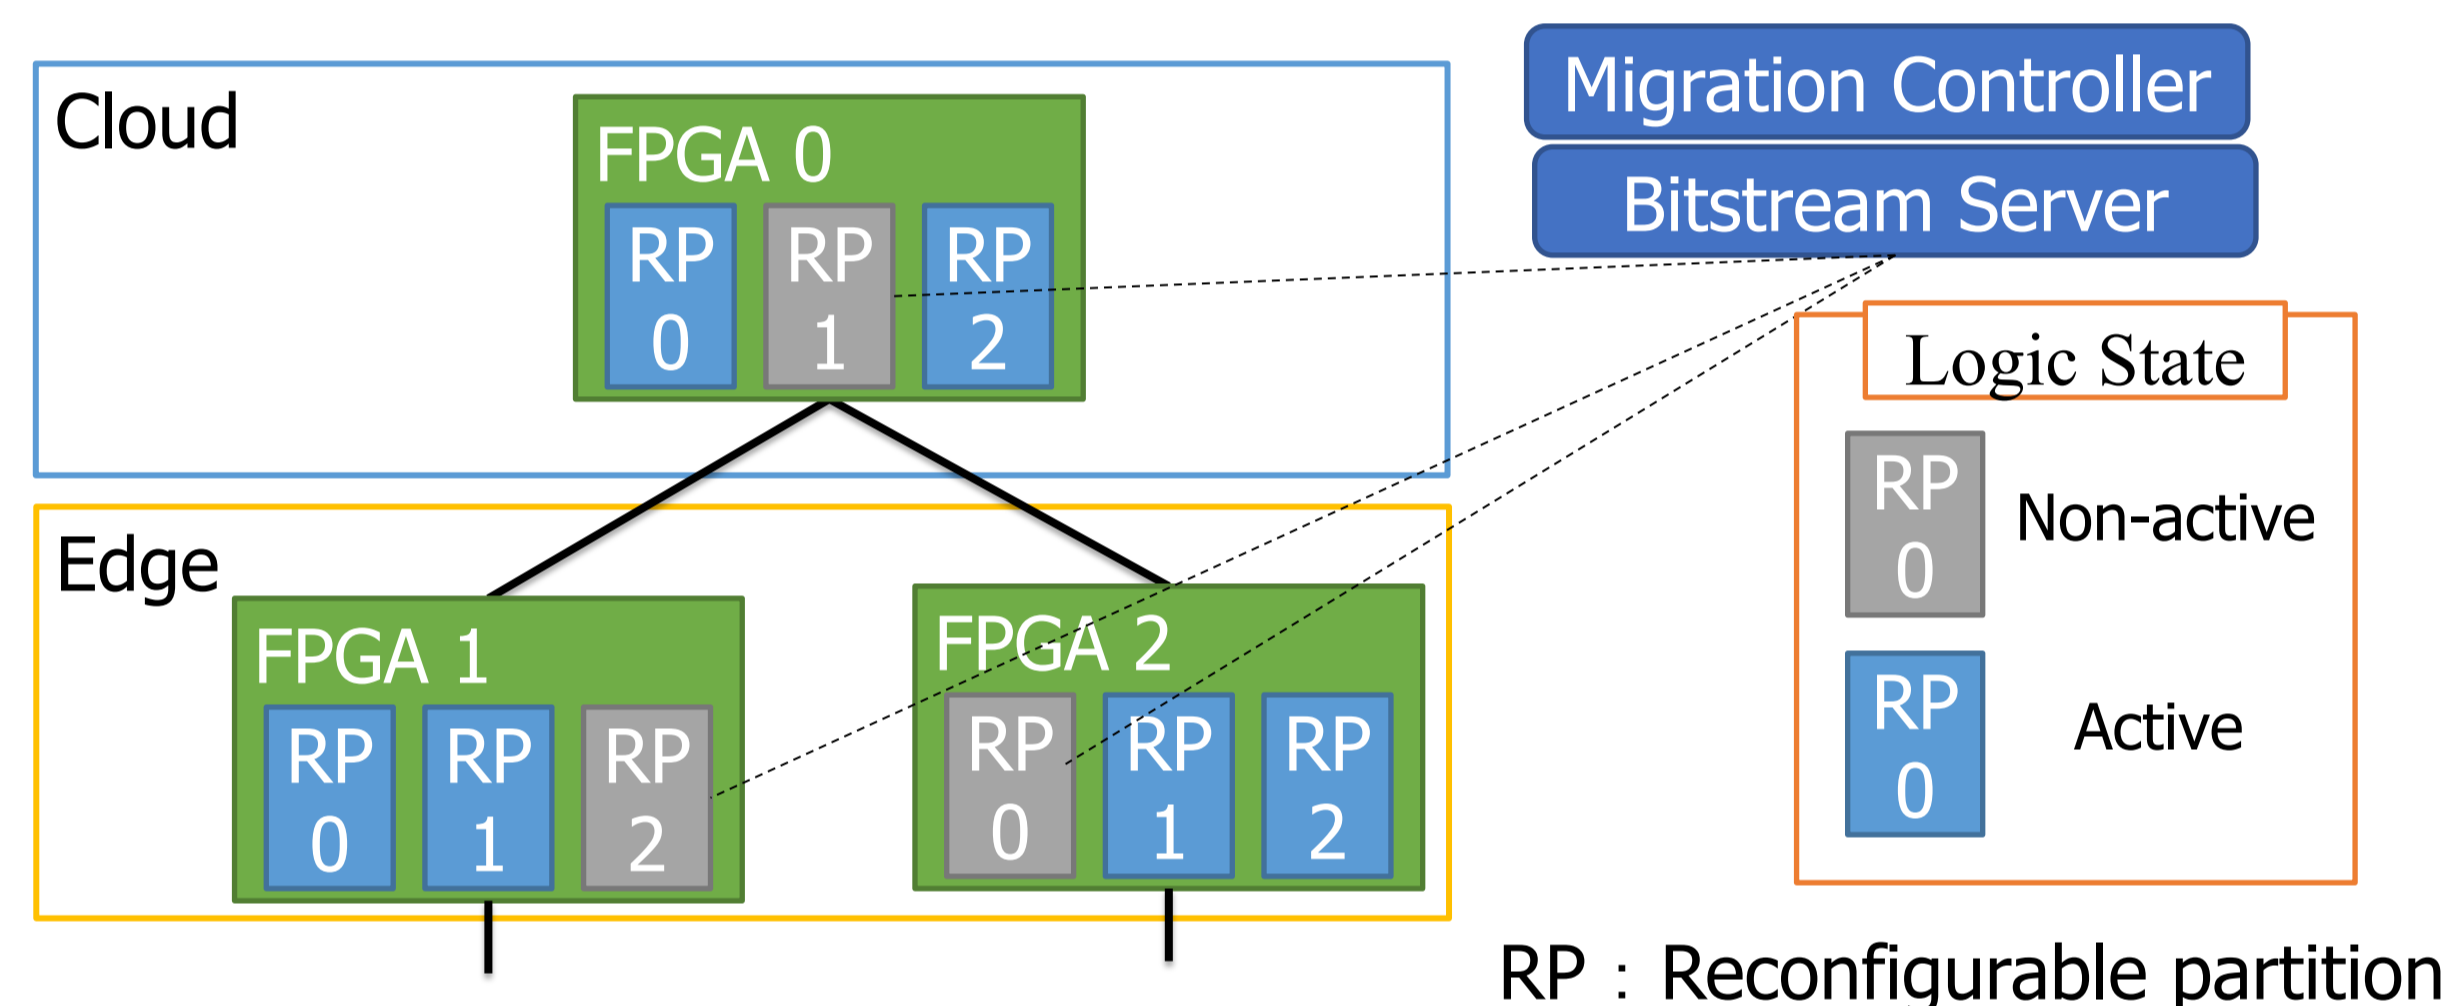 Cloud
FPGA 0
RP
0
RP
1
RP
2
Migration Controller
Bitstream Server
Edge
FPGA 1
RP
0
RP
1
RP
2
FPGA 2
RP
0
RP
1
RP
2
Logic State
RP
0
Non-active
RP
0
Active
RP : Reconfigurable partition